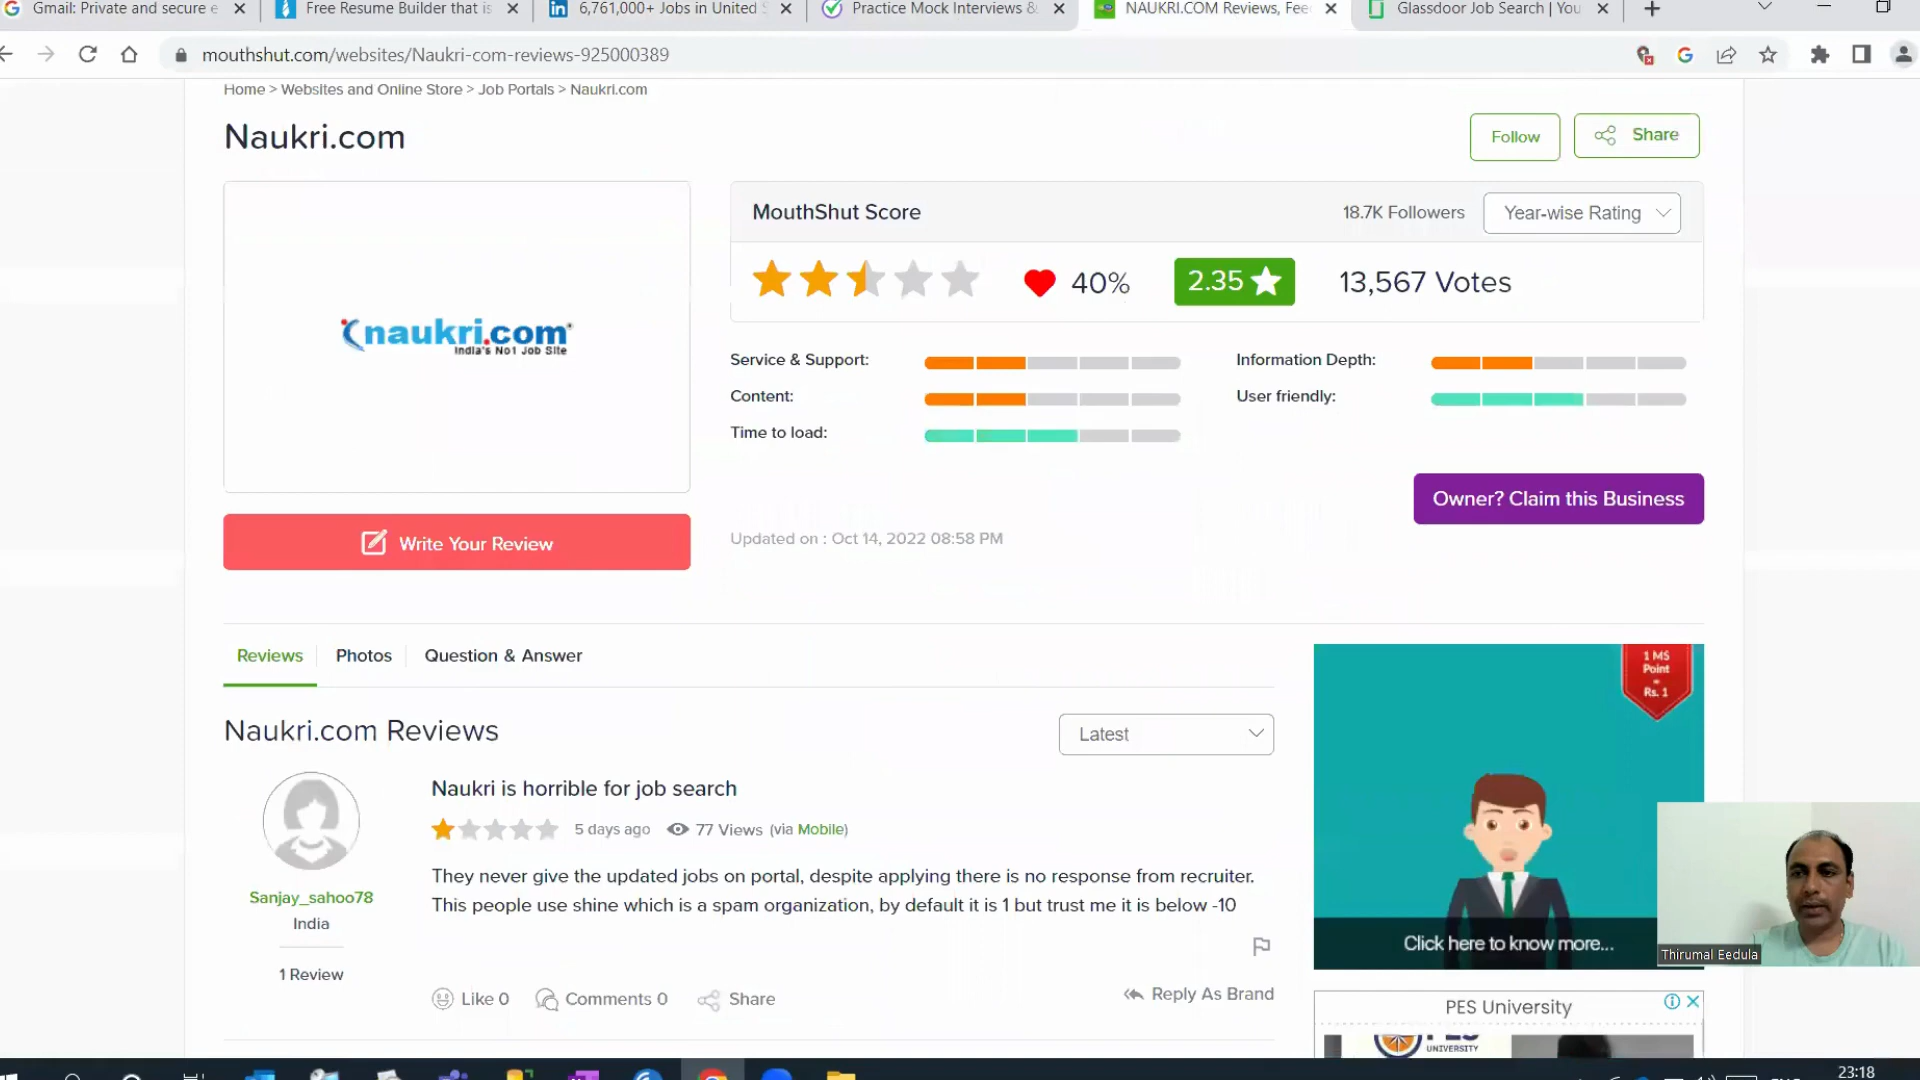 Gmail: Private and secure e
Free Resume Builder that is
6,761,000+ Jobs in United S
Practice Mock Interviews &
NAUKRI.COM Reviews, Fee
Glassdoor Job Search | You
mouthshut.com/websites/Naukri-com-reviews-925000389
Home > Websites and Online Store > Job Portals > Naukri.com
Naukri.com
Follow
Share
MouthShut Score
18.7K Followers
Year-wise Rating
40%
2.35
13,567 Votes
naukri.com
India's No1 Job Site
Service & Support:
Information Depth:
Content:
User friendly:
Time to load:
Owner? Claim this Business
Write Your Review
Updated on : Oct 14, 2022 08:58 PM
Reviews
Photos
Question & Answer
1 MS
Point
=
Rs. 1
Naukri.com Reviews
Latest
Naukri is horrible for job search
5 days ago
77 Views (via Mobile)
They never give the updated jobs on portal, despite applying there is no response from recruiter.
This people use shine which is a spam organization, by default it is 1 but trust me it is below -10
Sanjay_sahoo78
India
1 Review
Click here to know more...
Thirumal Eedula
Like 0
Comments 0
Share
Reply As Brand
PES University
UNIVERSITY
23:18